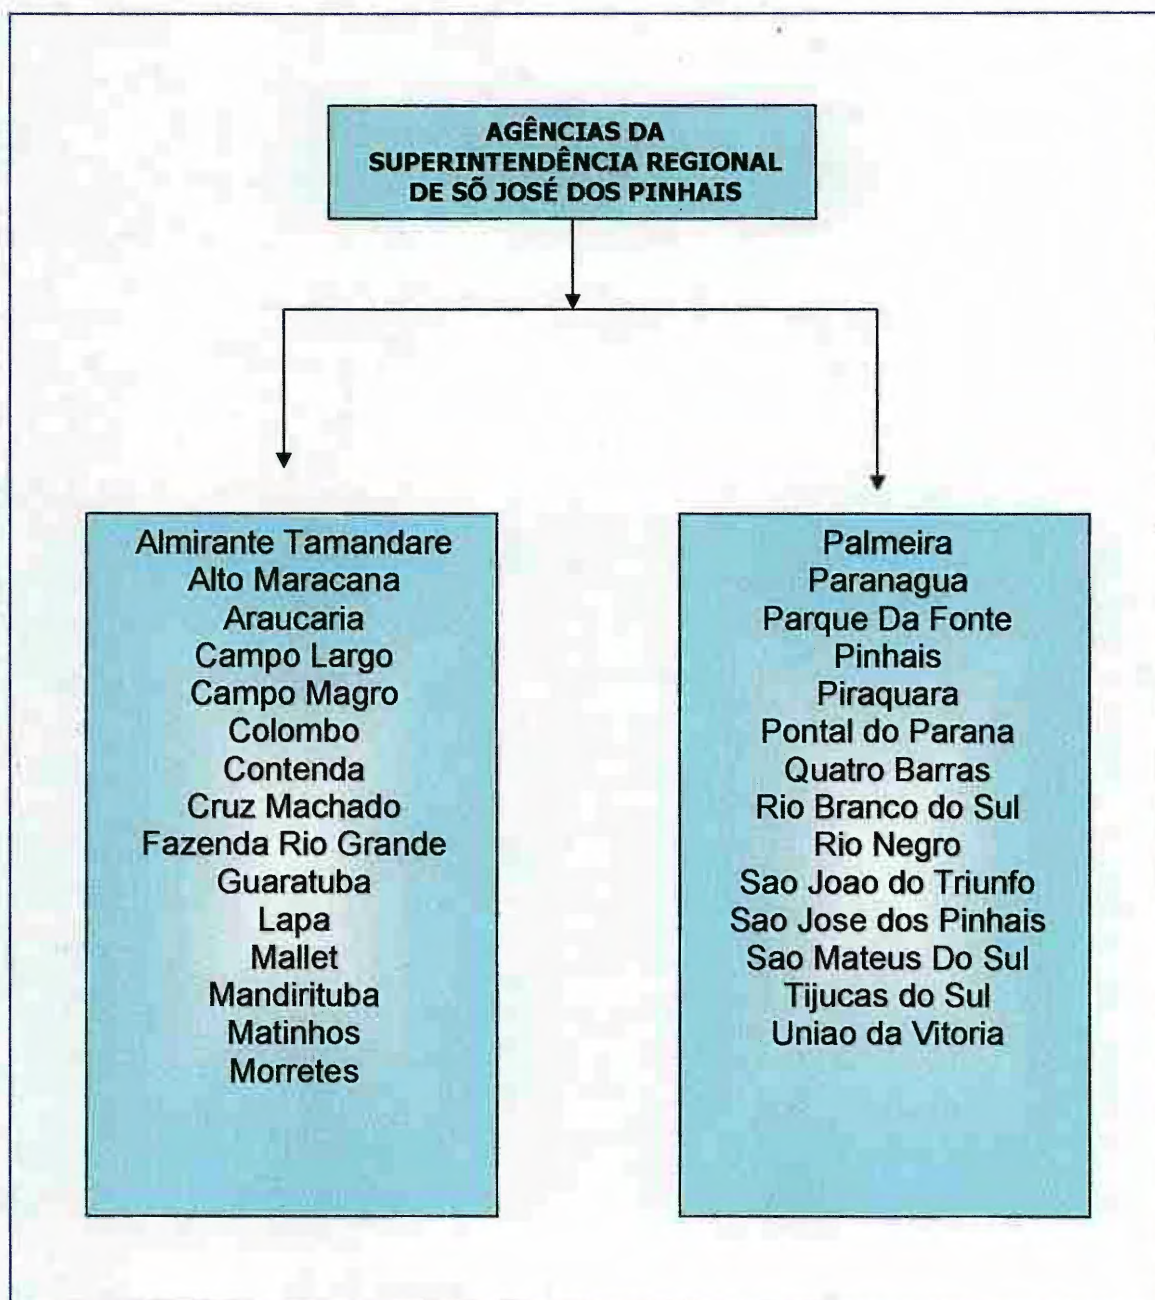 AGÊNCIAS DA
SUPERINTENDÊNCIA REGIONAL
DE SÕ JOSÉ DOS PINHAIS
Almirante Tamandare
Alto Maracana
Araucaria
Campo Largo
Campo Magro
Colombo
Contenda
Cruz Machado
Fazenda Rio Grande
Guaratuba
Lapa
Mallet
Mandirituba
Matinhos
Morretes
Palmeira
Paranagua
Parque Da Fonte
Pinhais
Piraquara
Pontal do Parana
Quatro Barras
Rio Branco do Sul
Rio Negro
Sao Joao do Triunfo
Sao Jose dos Pinhais
Sao Mateus Do Sul
Tijucas do Sul
Uniao da Vitoria